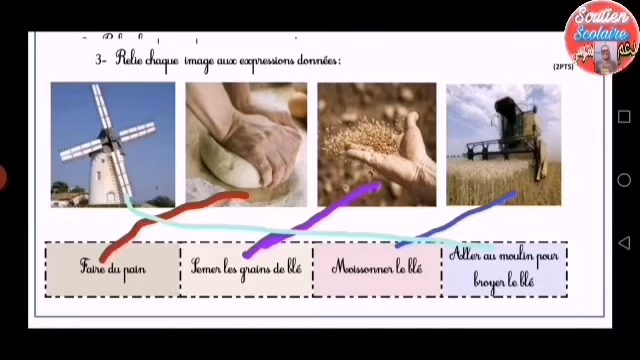 Soutien
Scolaire
3- Relie chaque image aux expressions données:
(2PTS)
Faire du pain
Semer les grains de blé
Moissonner le blé
Aller au moulin pour
broyer le blé